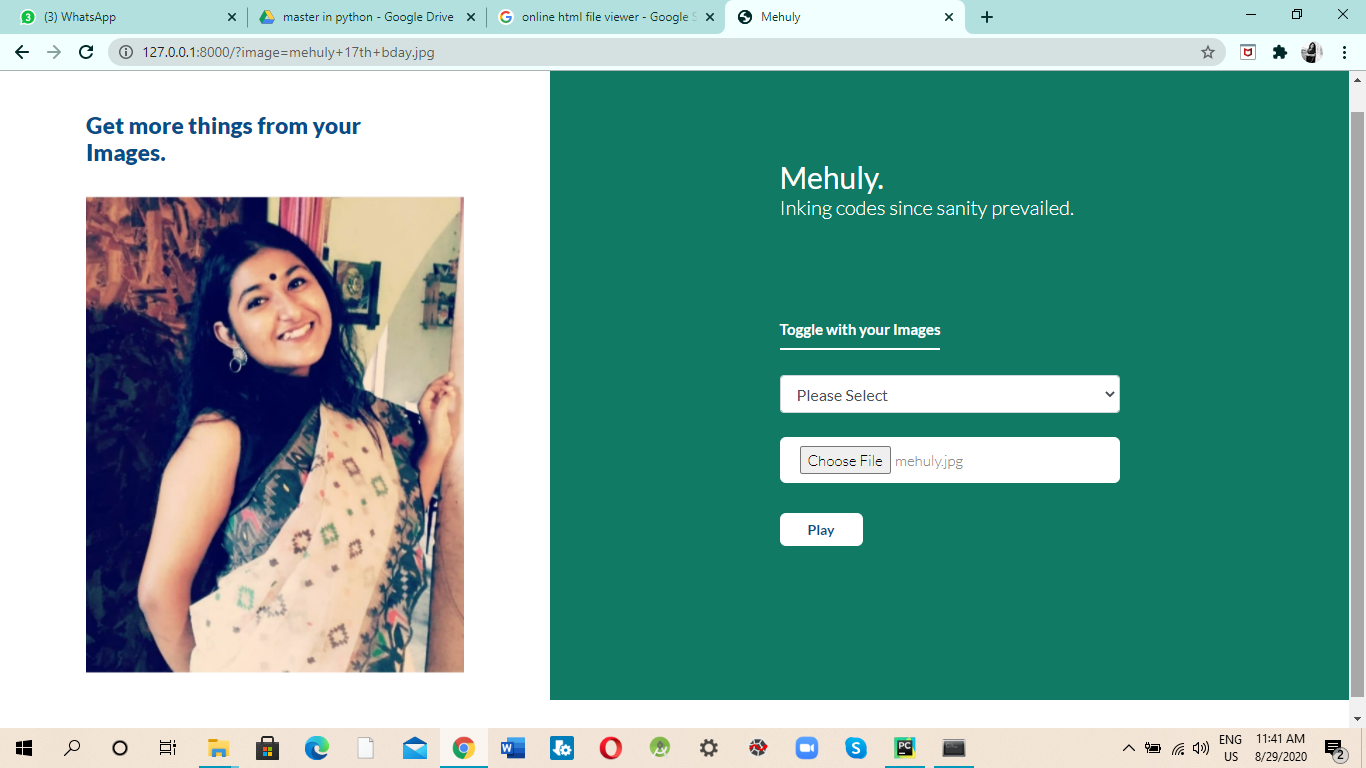 (3) WhatsApp
master in python - Google Drive
online html file viewer - Google S
Mehuly
127.0.0.1:8000/?image=mehuly+17th+bday.jpg
Get more things from your
Images.
Mehuly.
Inking codes since sanity prevailed.
Toggle with your Images
Please Select
Choose File mehuly.jpg
Play
ENG
US
11:41 AM
8/29/2020
2